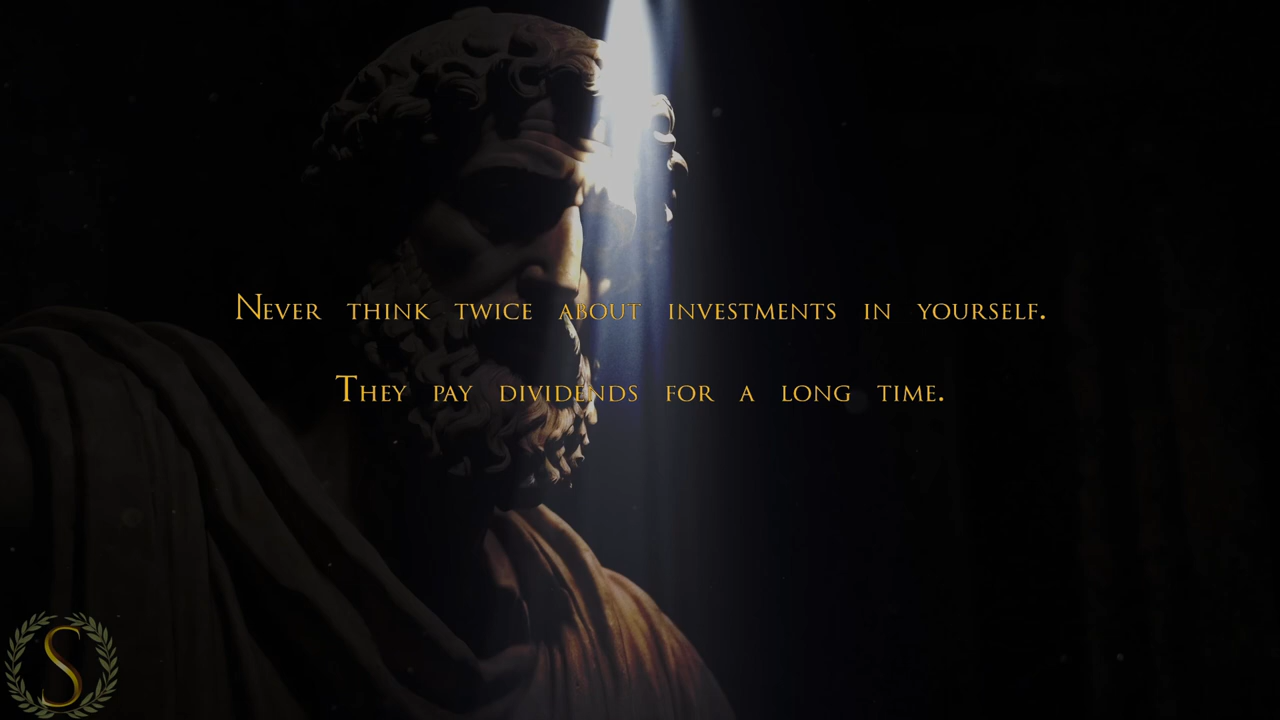 Never think twice about investments in yourself.
They pay dividends for a long time.
S